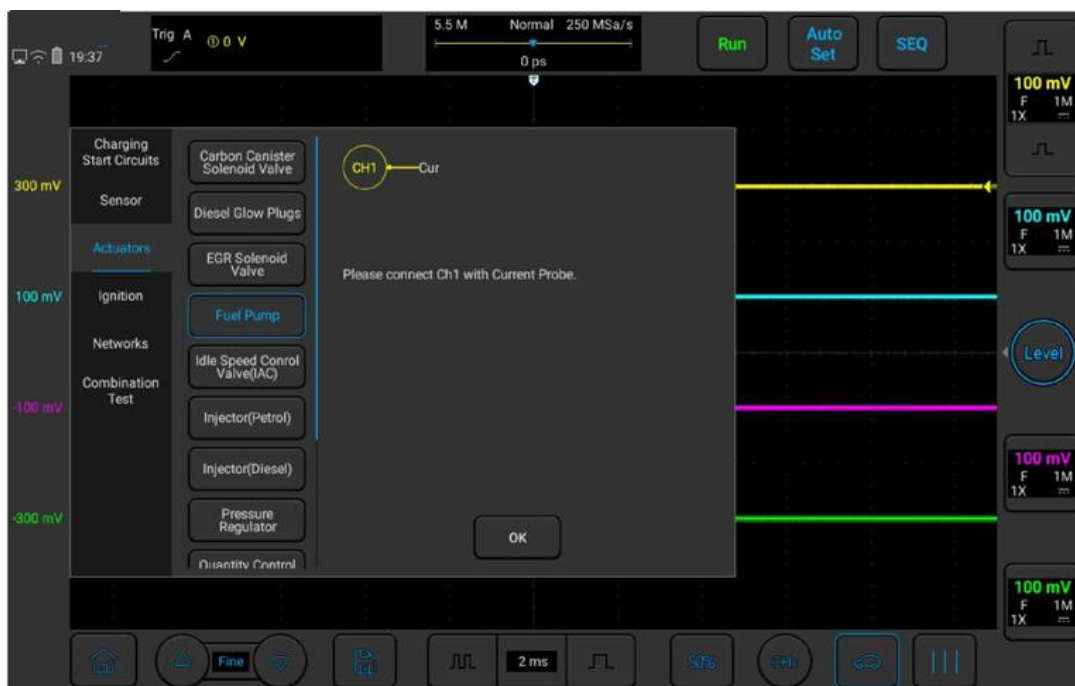 Trig A ① 0 V
5.5 M Normal 250 MSa/s
0 ps
Run
Auto
Set
SEQ
19:37
300 mV
100 mV
-100 mV
-300 mV
Charging
Start Circuits
Sensor
Actuators
Ignition
Networks
Combination
Test
Carbon Canister
Solenoid Valve
Diesel Glow Plugs
EGR Solenoid
Valve
Fuel Pump
Idle Speed Conrol
Valve(IAC)
Injector(Petrol)
Injector(Diesel)
Pressure
Regulator
Quantity Control
CH1 Cur
Please connect Ch1 with Current Probe.
OK
100 mV
F 1M
1X
100 mV
F 1M
1X
Level
100 mV
F 1M
1X
100 mV
F 1M
1X
Fine
2 ms
50%